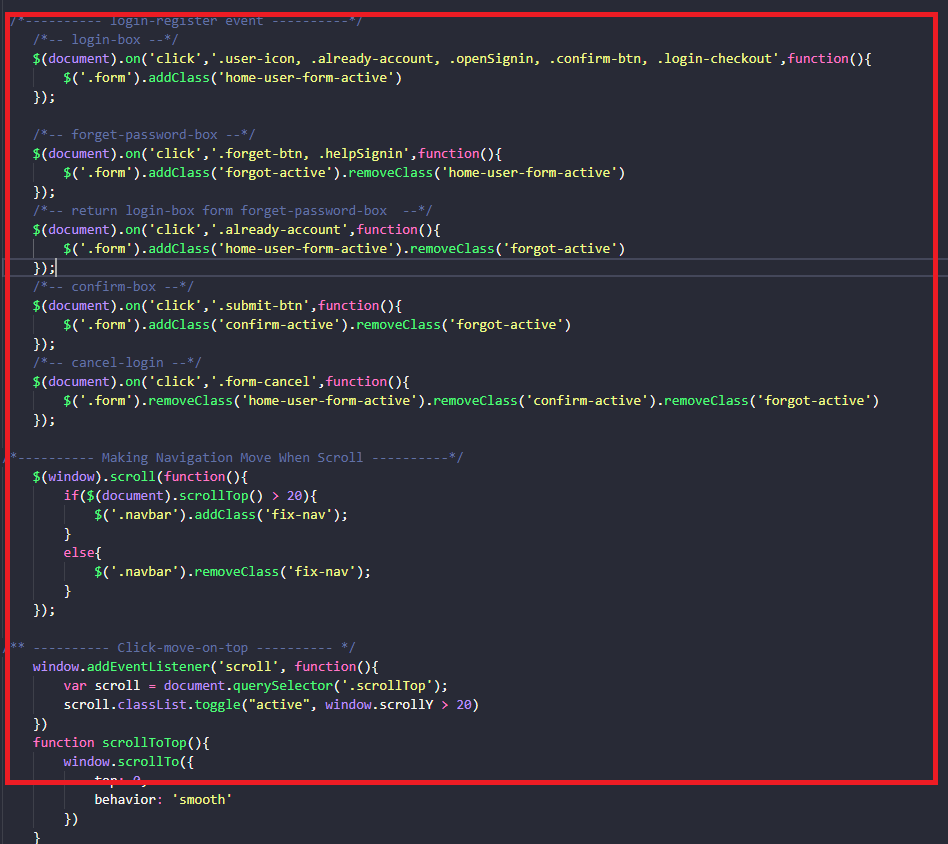 /*---------- login-register event ----------*/
/*-- login-box --*/
$(document).on('click','.user-icon, .already-account, .openSignin, .confirm-btn, .login-checkout',function(){
$('.form').addClass('home-user-form-active')
});
/*-- forget-password-box --*/
$(document).on('click','.forget-btn, .helpSignin',function(){
$('.form').addClass('forgot-active').removeClass('home-user-form-active')
});
/*-- return login-box form forget-password-box  --*/
$(document).on('click','.already-account',function(){
$('.form').addClass('home-user-form-active').removeClass('forgot-active')
});
/*-- confirm-box --*/
$(document).on('click','.submit-btn',function(){
$('.form').addClass('confirm-active').removeClass('forgot-active')
});
/*-- cancel-login --*/
$(document).on('click','.form-cancel',function(){
$('.form').removeClass('home-user-form-active').removeClass('confirm-active').removeClass('forgot-active')
});
/*---------- Making Navigation Move When Scroll ----------*/
$(window).scroll(function(){
if($(document).scrollTop() > 20){
$('.navbar').addClass('fix-nav');
}
else{
$('.navbar').removeClass('fix-nav');
}
});
/** ---------- Click-move-on-top ---------- */
window.addEventListener('scroll', function(){
var scroll = document.querySelector('.scrollTop');
scroll.classList.toggle("active", window.scrollY > 20)
})
function scrollToTop(){
window.scrollTo({
top: 0,
behavior: 'smooth'
})
}